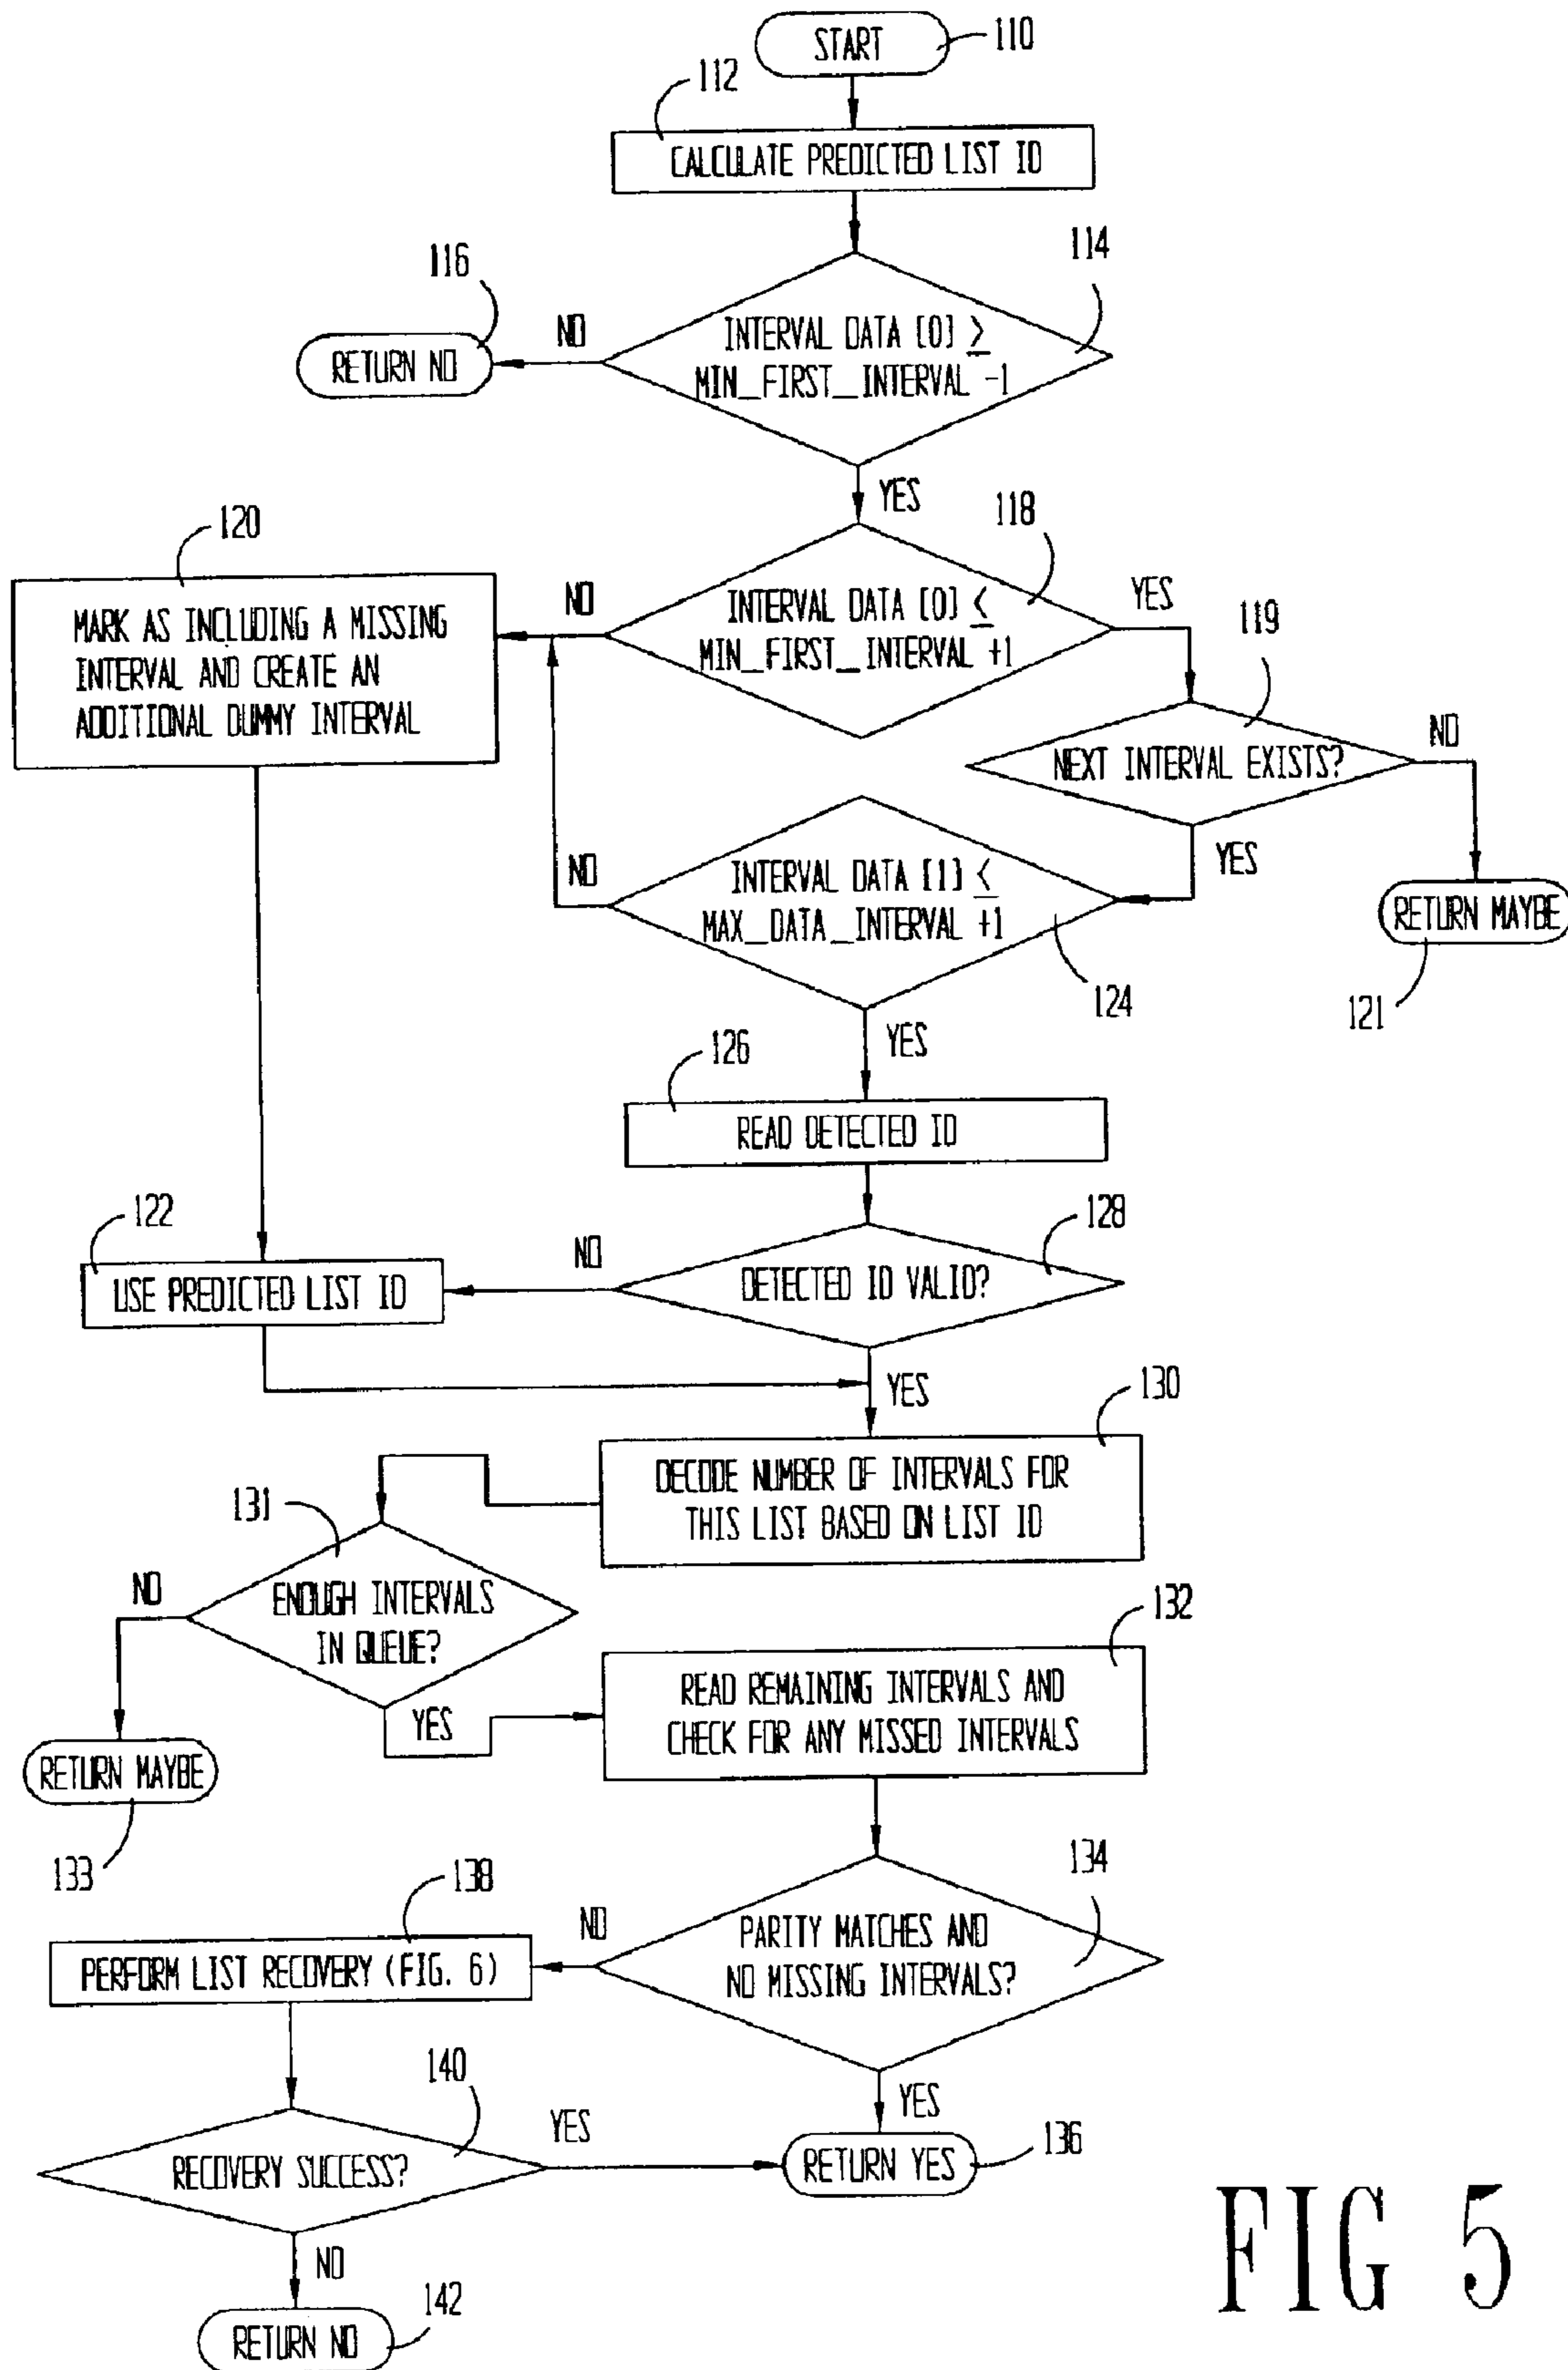 START
110
112
CALCULATE PREDICTED LIST ID
114
116
INTERVAL DATA [0] ≥
MIN_FIRST_INTERVAL -1
NO
RETURN NO
YES
118
120
INTERVAL DATA [0] ≤
MIN_FIRST_INTERVAL +1
NO
YES
MARK AS INCLUDING A MISSING
INTERVAL AND CREATE AN
ADDITIONAL DUMMY INTERVAL
119
NEXT INTERVAL EXISTS?
NO
YES
RETURN MAYBE
121
INTERVAL DATA [1] ≤
MAX_DATA_INTERVAL +1
NO
124
YES
126
READ DETECTED ID
128
122
DETECTED ID VALID?
NO
USE PREDICTED LIST ID
YES
130
DECODE NUMBER OF INTERVALS FOR
THIS LIST BASED ON LIST ID
131
ENOUGH INTERVALS
IN QUEUE?
NO
YES
RETURN MAYBE
133
132
READ REMAINING INTERVALS AND
CHECK FOR ANY MISSED INTERVALS
134
PARITY MATCHES AND
NO MISSING INTERVALS?
NO
138
PERFORM LIST RECOVERY (FIG. 6)
YES
140
RECOVERY SUCCESS?
YES
RETURN YES
136
NO
RETURN NO
142
FIG 5